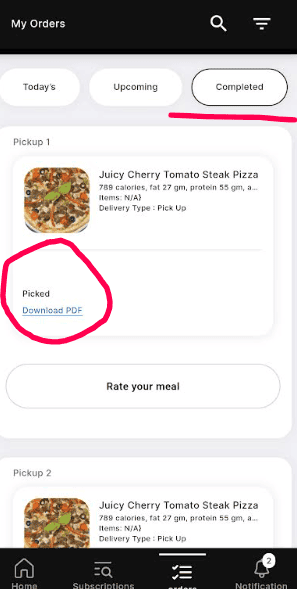 My Orders
Today's
Upcoming
Completed
Pickup 1
Juicy Cherry Tomato Steak Pizza
789 calories, fat 27 gm, protein 55 gm, a...
Items: N/A}
Delivery Type : Pick Up
Picked
Download PDF
Rate your meal
Pickup 2
Juicy Cherry Tomato Steak Pizza
789 calories, fat 27 gm, protein 55 gm, a...
Items: N/A}
Delivery Type : Pick Up
2
Home
Subscriptions
orders
Notification